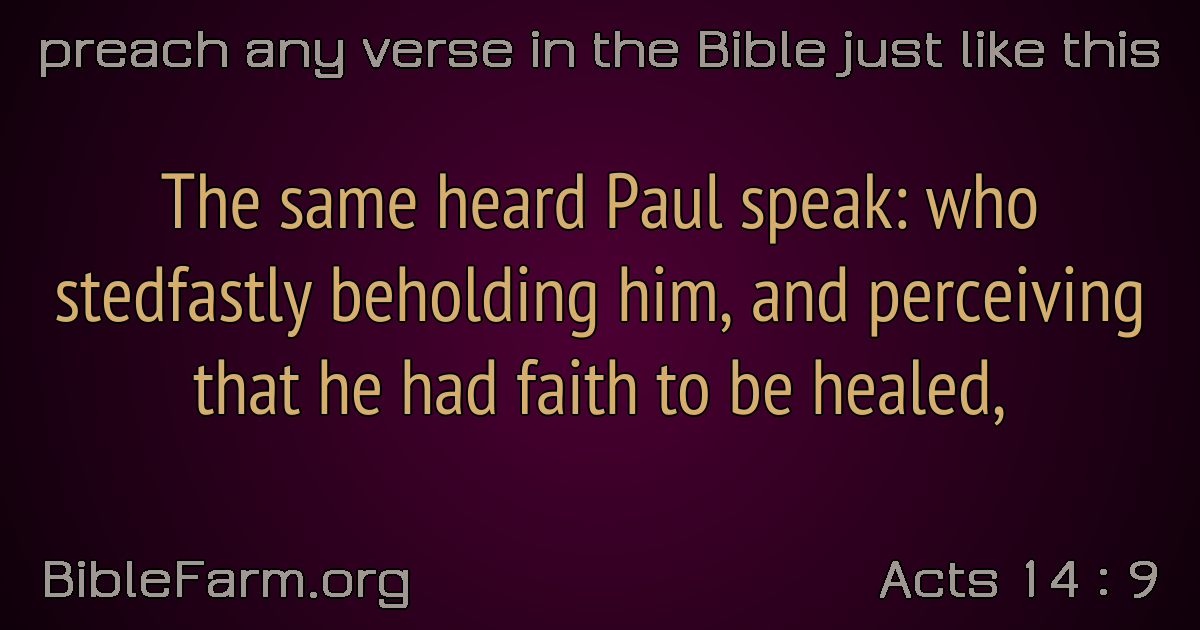 preach any verse in the Bible just like this
The same heard Paul speak: who
stedfastly beholding him, and perceiving
that he had faith to be healed,
BibleFarm.org
Acts 14 : 9